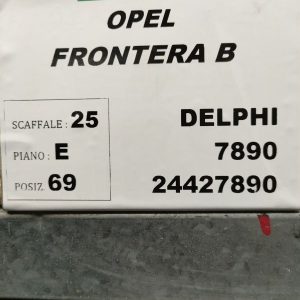 OPEL
FRONTERA B
SCAFFALE : 25 DELPHI
PIANO : E 7890
POSIZ. 69 24427890